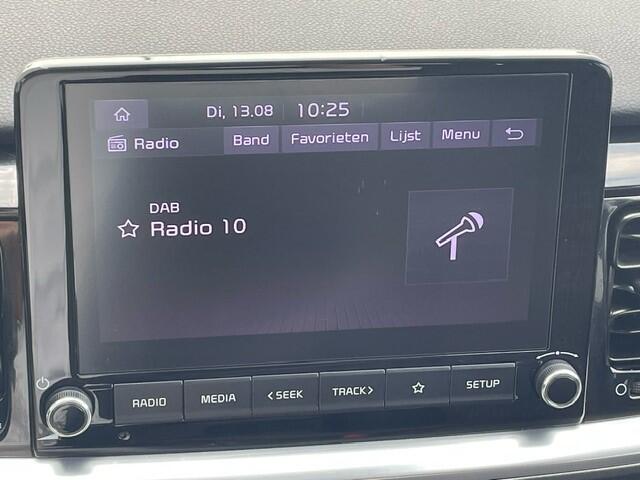 Di, 13.08 10:25
Radio Band Favorieten Lijst Menu
DAB
Radio 10
RADIO MEDIA < SEEK TRACK > SETUP